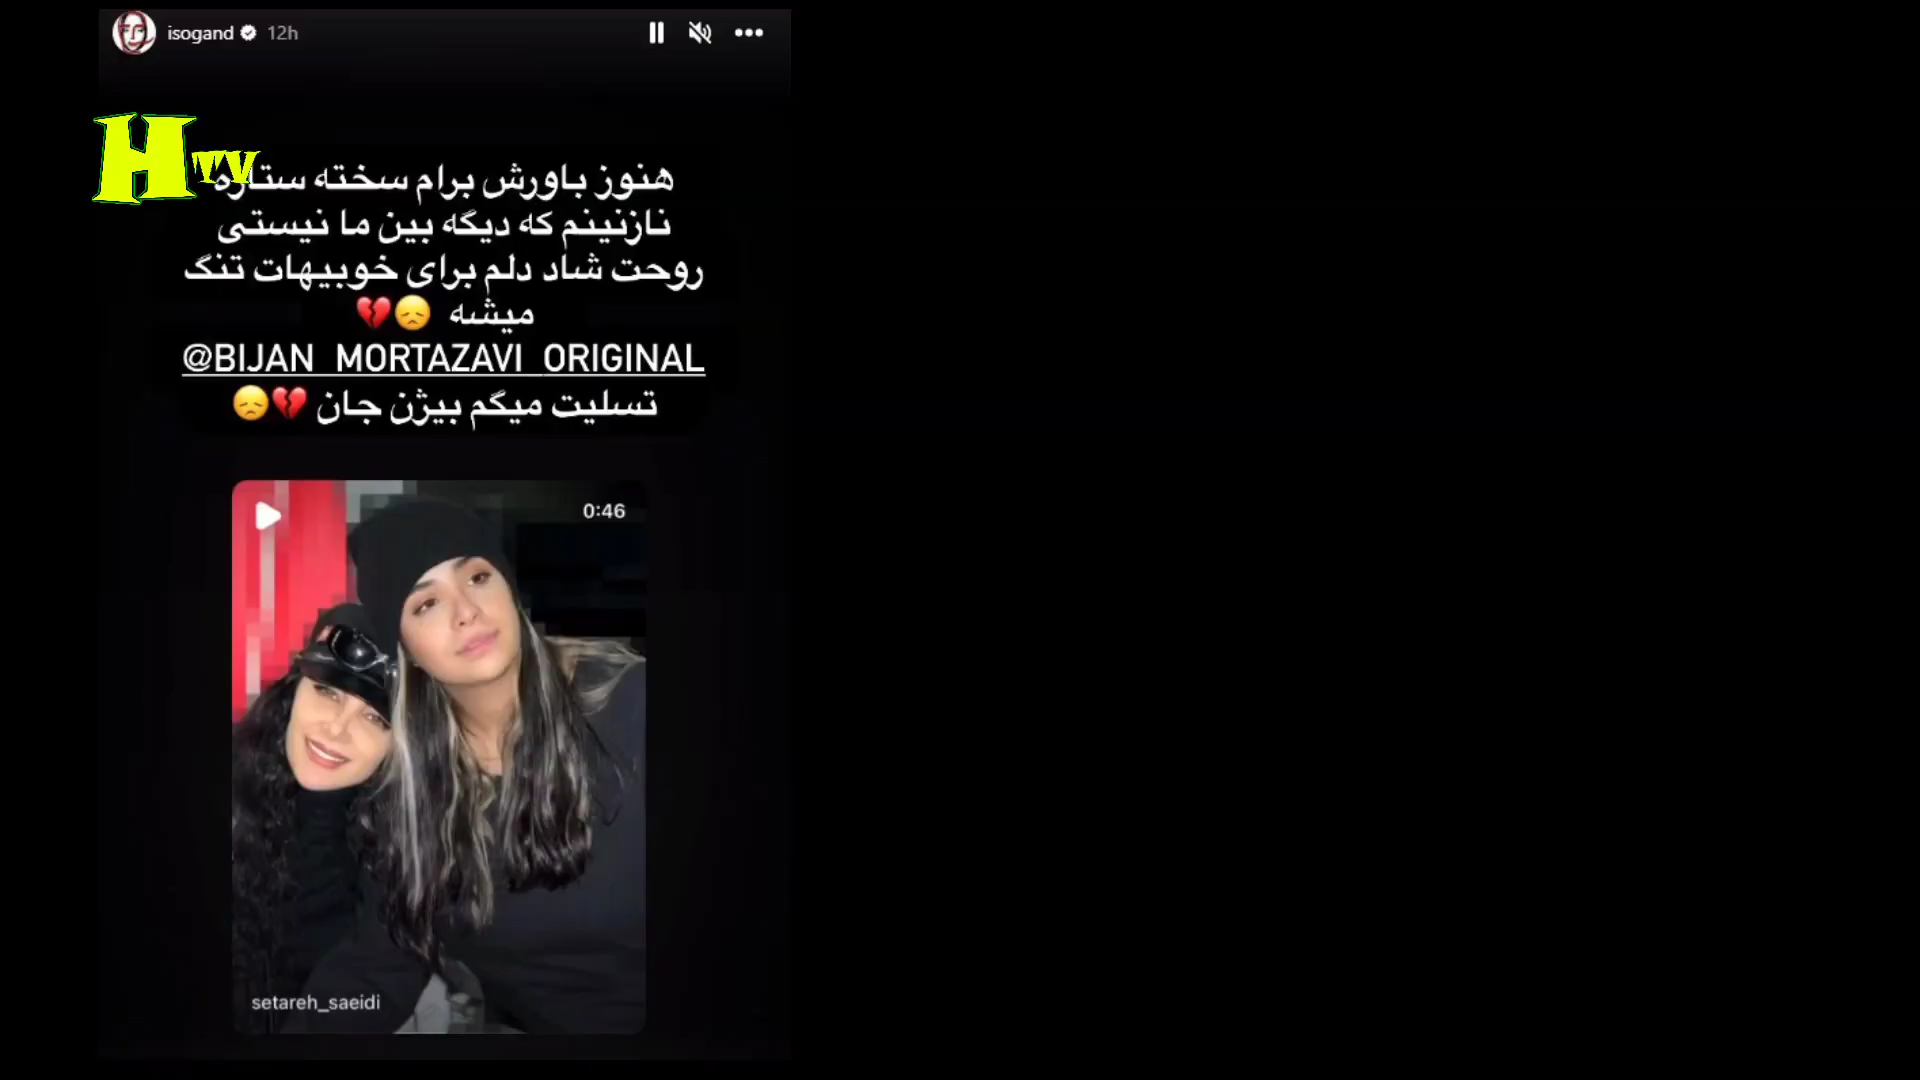 isogand 12h
HTV
هنوز باورش برام سخته ستاره
نازنینم که دیگه بین ما نیستی
روحت شاد دلم برای خوبیهات تنگ
میشه 😞💔
@BIJAN_MORTAZAVI_ORIGINAL
تسلیت میگم بیژن جان 💔😞
0:46
setareh_saeidi